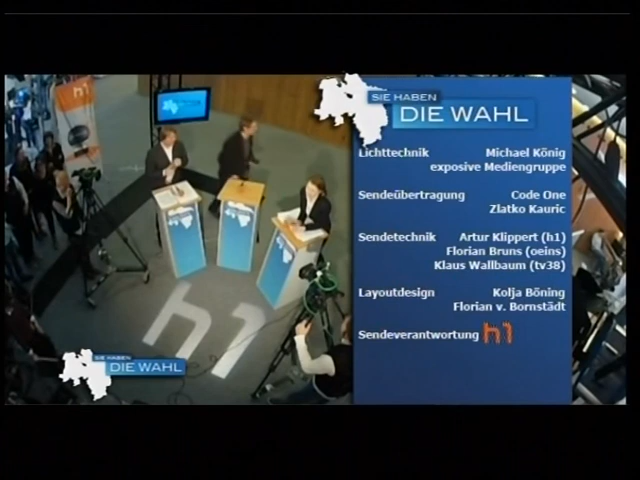 SIE HABEN
DIE WAHL
Lichttechnik Michael König
exposive Mediengruppe
Sendeübertragung Code One
Zlatko Kauric
Sendetechnik Artur Klippert (h1)
Florian Bruns (oeins)
Klaus Wallbaum (tv38)
Layoutdesign Kolja Böning
Florian v. Bornstädt
Sendeverantwortung h1
h1
h1
SIE HABEN
DIE WAHL